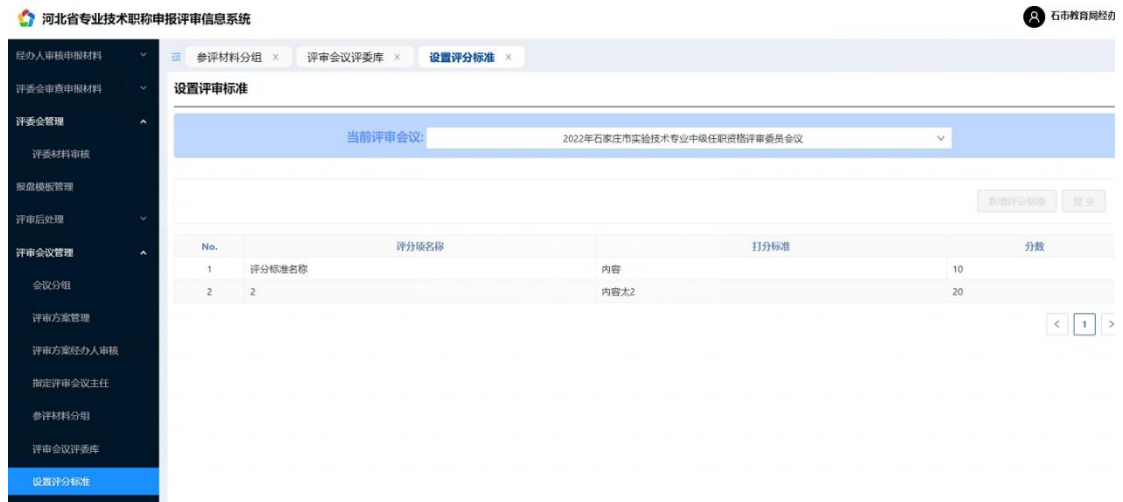 河北省专业技术职称申报评审信息系统
石市教育局经办
经办人审核申报材料
评委会审查申报材料
评委会管理
评委材料审核
报盘模板管理
评审后处理
评审会议管理
会议分组
评审方案管理
评审方案经办人审核
指定评审会议主任
参评材料分组
评审会议评委库
设置评分标准
参评材料分组 ×
评审会议评委库 ×
设置评分标准 ×
设置评审标准
当前评审会议: 2022年石家庄市实验技术专业中级任职资格评审委员会议
新增评分标准 提交
No. 评分项名称 打分标准 分数
1 评分标准名称 内容 10
2 2 内容太2 20
< 1 >